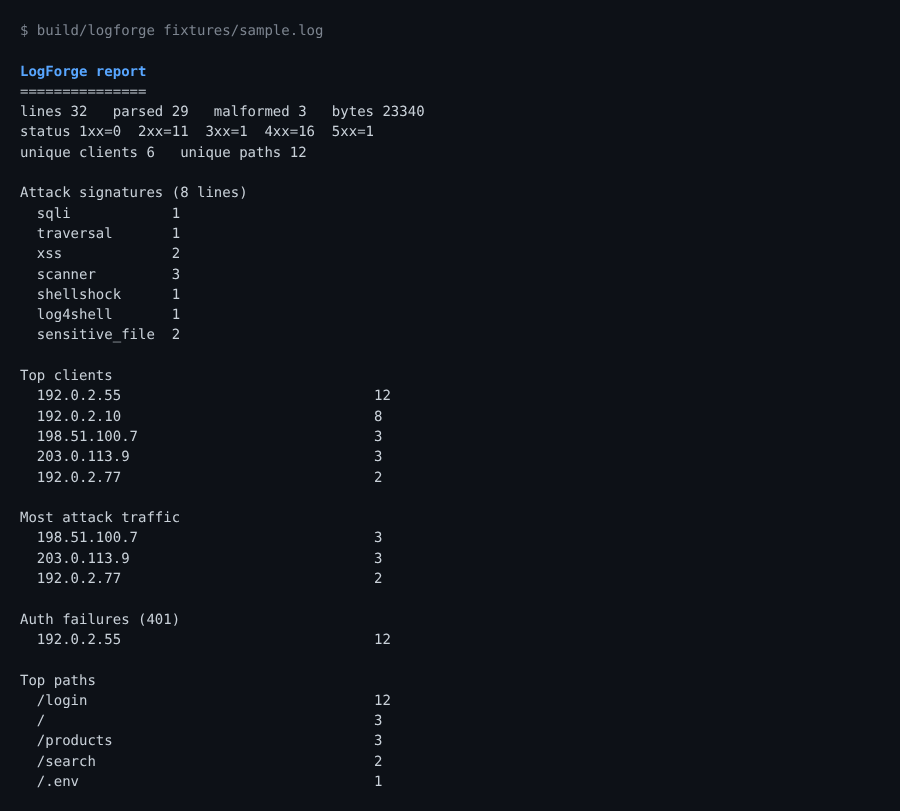 $ build/logforge fixtures/sample.log
LogForge report
===============
lines 32   parsed 29   malformed 3   bytes 23340
status 1xx=0  2xx=11  3xx=1  4xx=16  5xx=1
unique clients 6   unique paths 12
Attack signatures (8 lines)
  sqli            1
  traversal       1
  xss             2
  scanner         3
  shellshock      1
  log4shell       1
  sensitive_file  2
Top clients
  192.0.2.55                              12
  192.0.2.10                              8
  198.51.100.7                            3
  203.0.113.9                             3
  192.0.2.77                              2
Most attack traffic
  198.51.100.7                            3
  203.0.113.9                             3
  192.0.2.77                              2
Auth failures (401)
  192.0.2.55                              12
Top paths
  /login                                  12
  /                                       3
  /products                               3
  /search                                 2
  /.env                                   1